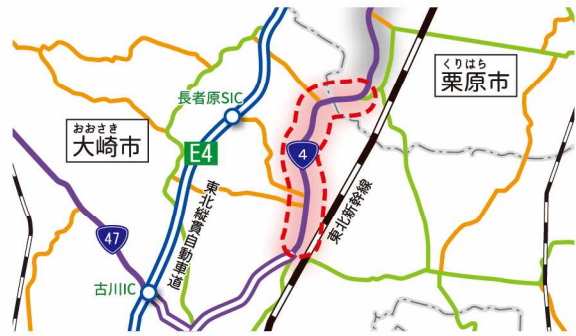 くりはら
栗原市
長者原SIC
おおさき
大崎市
E4
4
東北縦貫自動車道
東北新幹線
47
古川IC